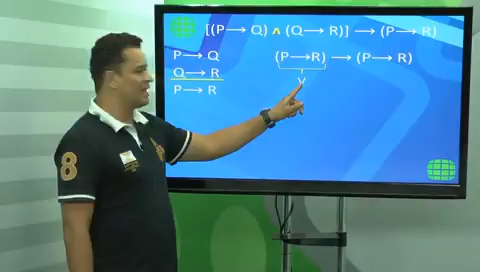 [(P → Q) ∧ (Q → R)] → (P → R)
P → Q
Q → R
P → R
(P → R) → (P → R)
V
8